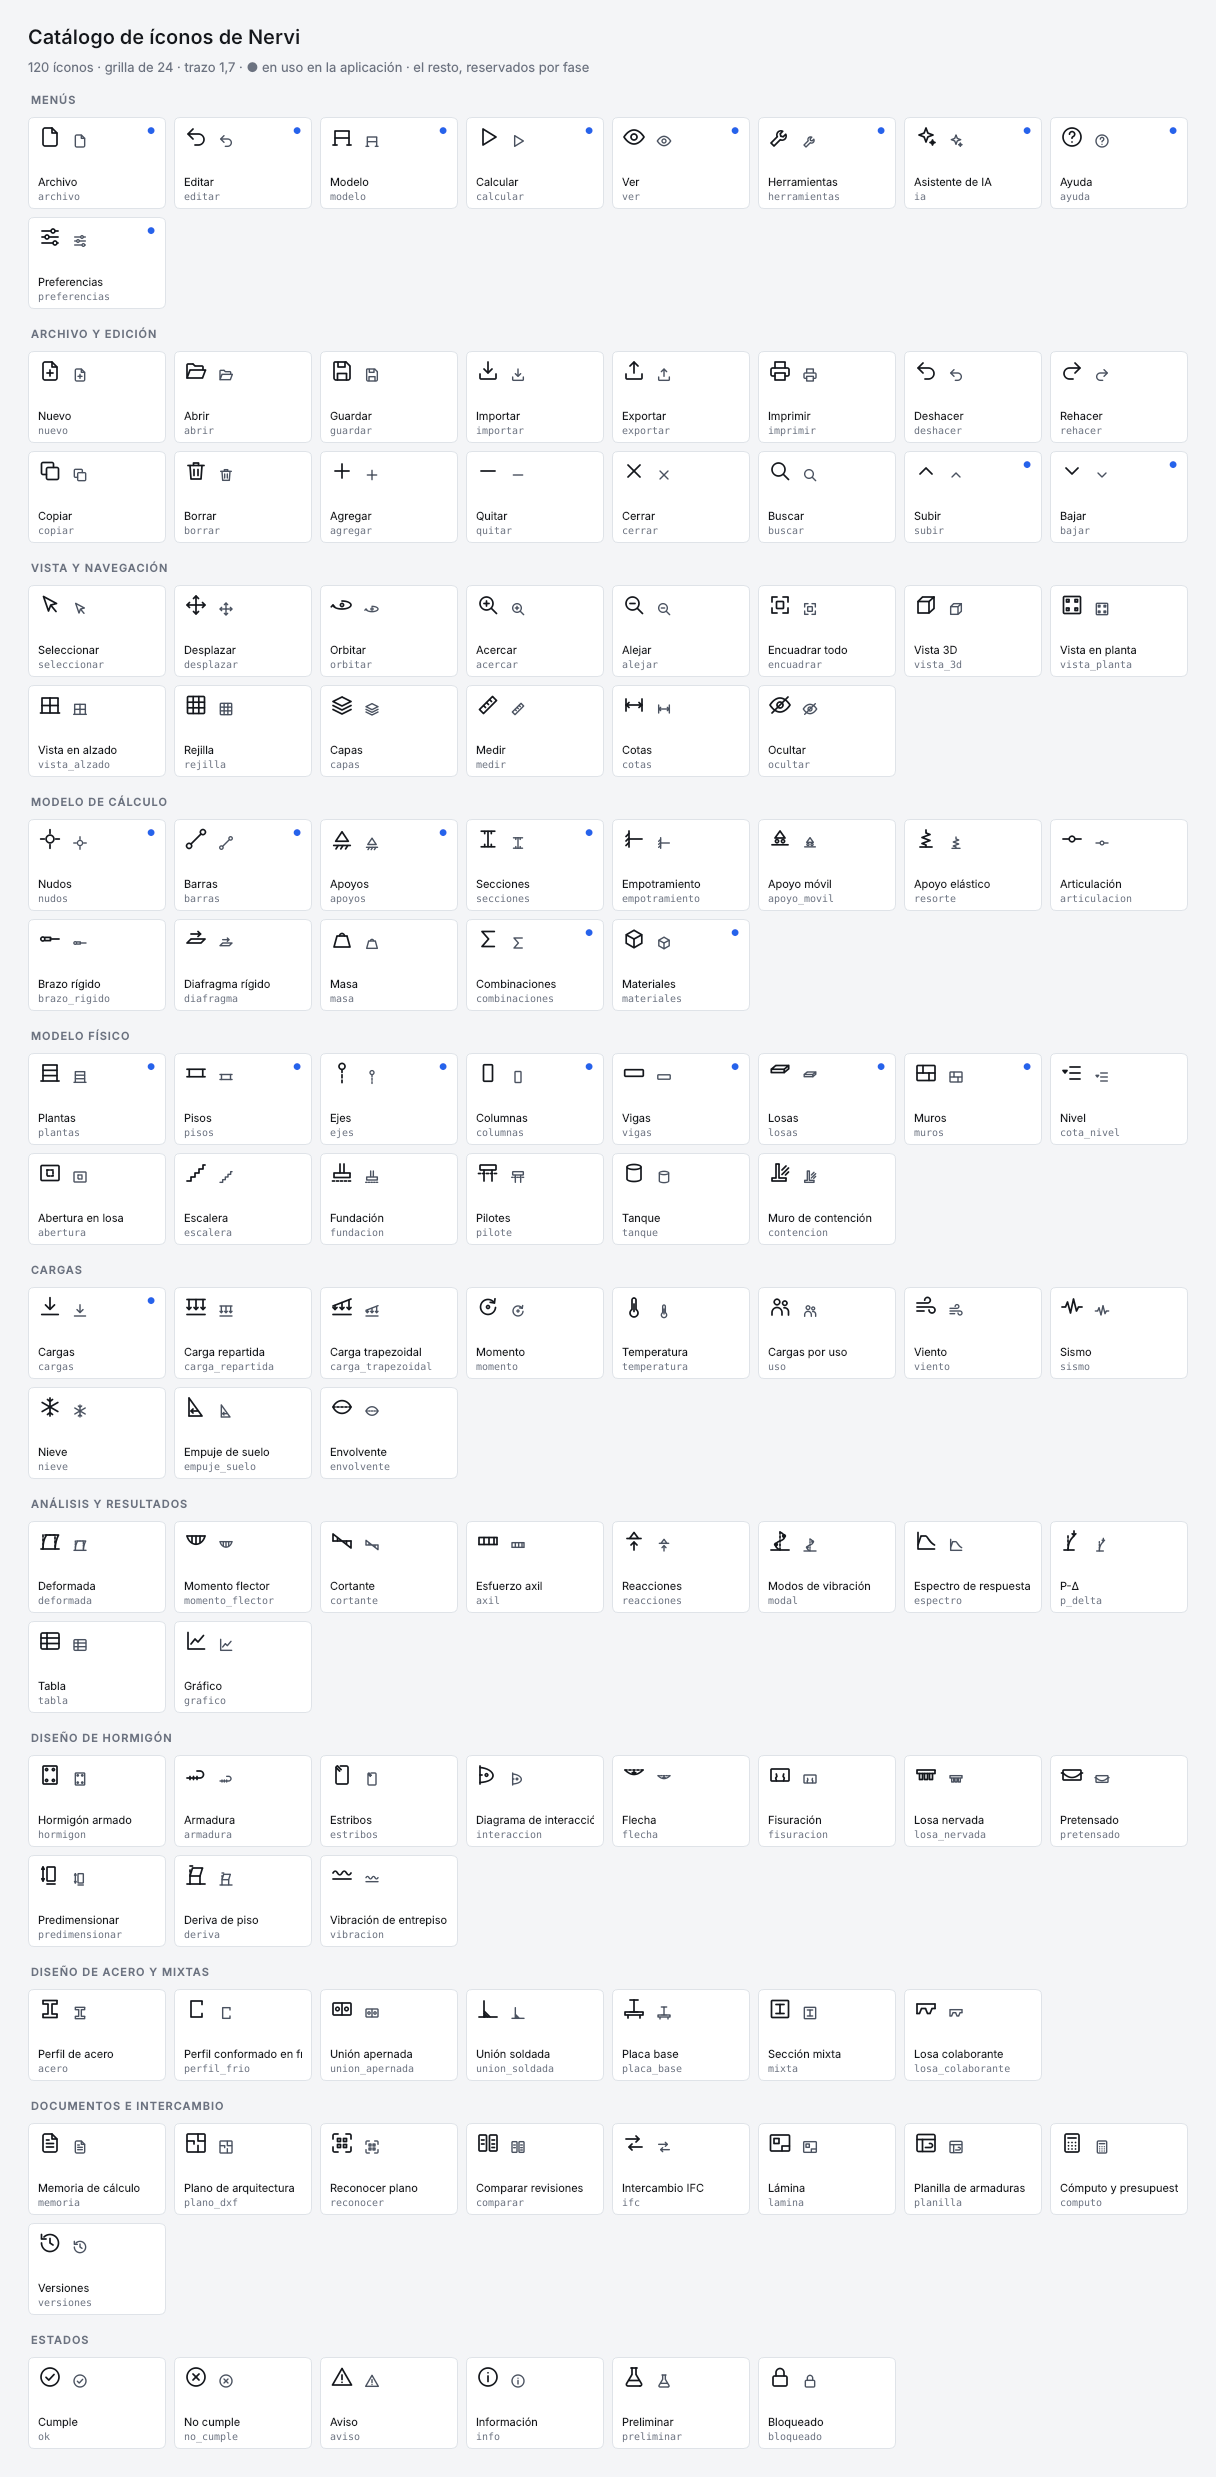 Catálogo de íconos de Nervi
120 íconos · grilla de 24 · trazo 1,7 · ● en uso en la aplicación · el resto, reservados por fase
MENÚS
Archivo Editar Modelo Calcular Ver Herramientas Asistente de IA Ayuda
archivo editar modelo calcular ver herramientas ia ayuda
Preferencias
preferencias
ARCHIVO Y EDICIÓN
Nuevo Abrir Guardar Importar Exportar Imprimir Deshacer Rehacer
nuevo abrir guardar importar exportar imprimir deshacer rehacer
Copiar Borrar Agregar Quitar Cerrar Buscar Subir Bajar
copiar borrar agregar quitar cerrar buscar subir bajar
VISTA Y NAVEGACIÓN
Seleccionar Desplazar Orbitar Acercar Alejar Encuadrar todo Vista 3D Vista en planta
seleccionar desplazar orbitar acercar alejar encuadrar vista_3d vista_planta
Vista en alzado Rejilla Capas Medir Cotas Ocultar
vista_alzado rejilla capas medir cotas ocultar
MODELO DE CÁLCULO
Nudos Barras Apoyos Secciones Empotramiento Apoyo móvil Apoyo elástico Articulación
nudos barras apoyos secciones empotramiento apoyo_movil resorte articulacion
Brazo rígido Diafragma rígido Masa Combinaciones Materiales
brazo_rigido diafragma masa combinaciones materiales
MODELO FÍSICO
Plantas Pisos Ejes Columnas Vigas Losas Muros Nivel
plantas pisos ejes columnas vigas losas muros cota_nivel
Abertura en losa Escalera Fundación Pilotes Tanque Muro de contención
abertura escalera fundacion pilote tanque contencion
CARGAS
Cargas Carga repartida Carga trapezoidal Momento Temperatura Cargas por uso Viento Sismo
cargas carga_repartida carga_trapezoidal momento temperatura uso viento sismo
Nieve Empuje de suelo Envolvente
nieve empuje_suelo envolvente
ANÁLISIS Y RESULTADOS
Deformada Momento flector Cortante Esfuerzo axil Reacciones Modos de vibración Espectro de respuesta P-Δ
deformada momento_flector cortante axil reacciones modal espectro p_delta
Tabla Gráfico
tabla grafico
DISEÑO DE HORMIGÓN
Hormigón armado Armadura Estribos Diagrama de interacció Flecha Fisuración Losa nervada Pretensado
hormigon armadura estribos interaccion flecha fisuracion losa_nervada pretensado
Predimensionar Deriva de piso Vibración de entrepiso
predimensionar deriva vibracion
DISEÑO DE ACERO Y MIXTAS
Perfil de acero Perfil conformado en fr Unión apernada Unión soldada Placa base Sección mixta Losa colaborante
acero perfil_frio union_apernada union_soldada placa_base mixta losa_colaborante
DOCUMENTOS E INTERCAMBIO
Memoria de cálculo Plano de arquitectura Reconocer plano Comparar revisiones Intercambio IFC Lámina Planilla de armaduras Cómputo y presupuest
memoria plano_dxf reconocer comparar ifc lamina planilla computo
Versiones
versiones
ESTADOS
Cumple No cumple Aviso Información Preliminar Bloqueado
ok no_cumple aviso info preliminar bloqueado